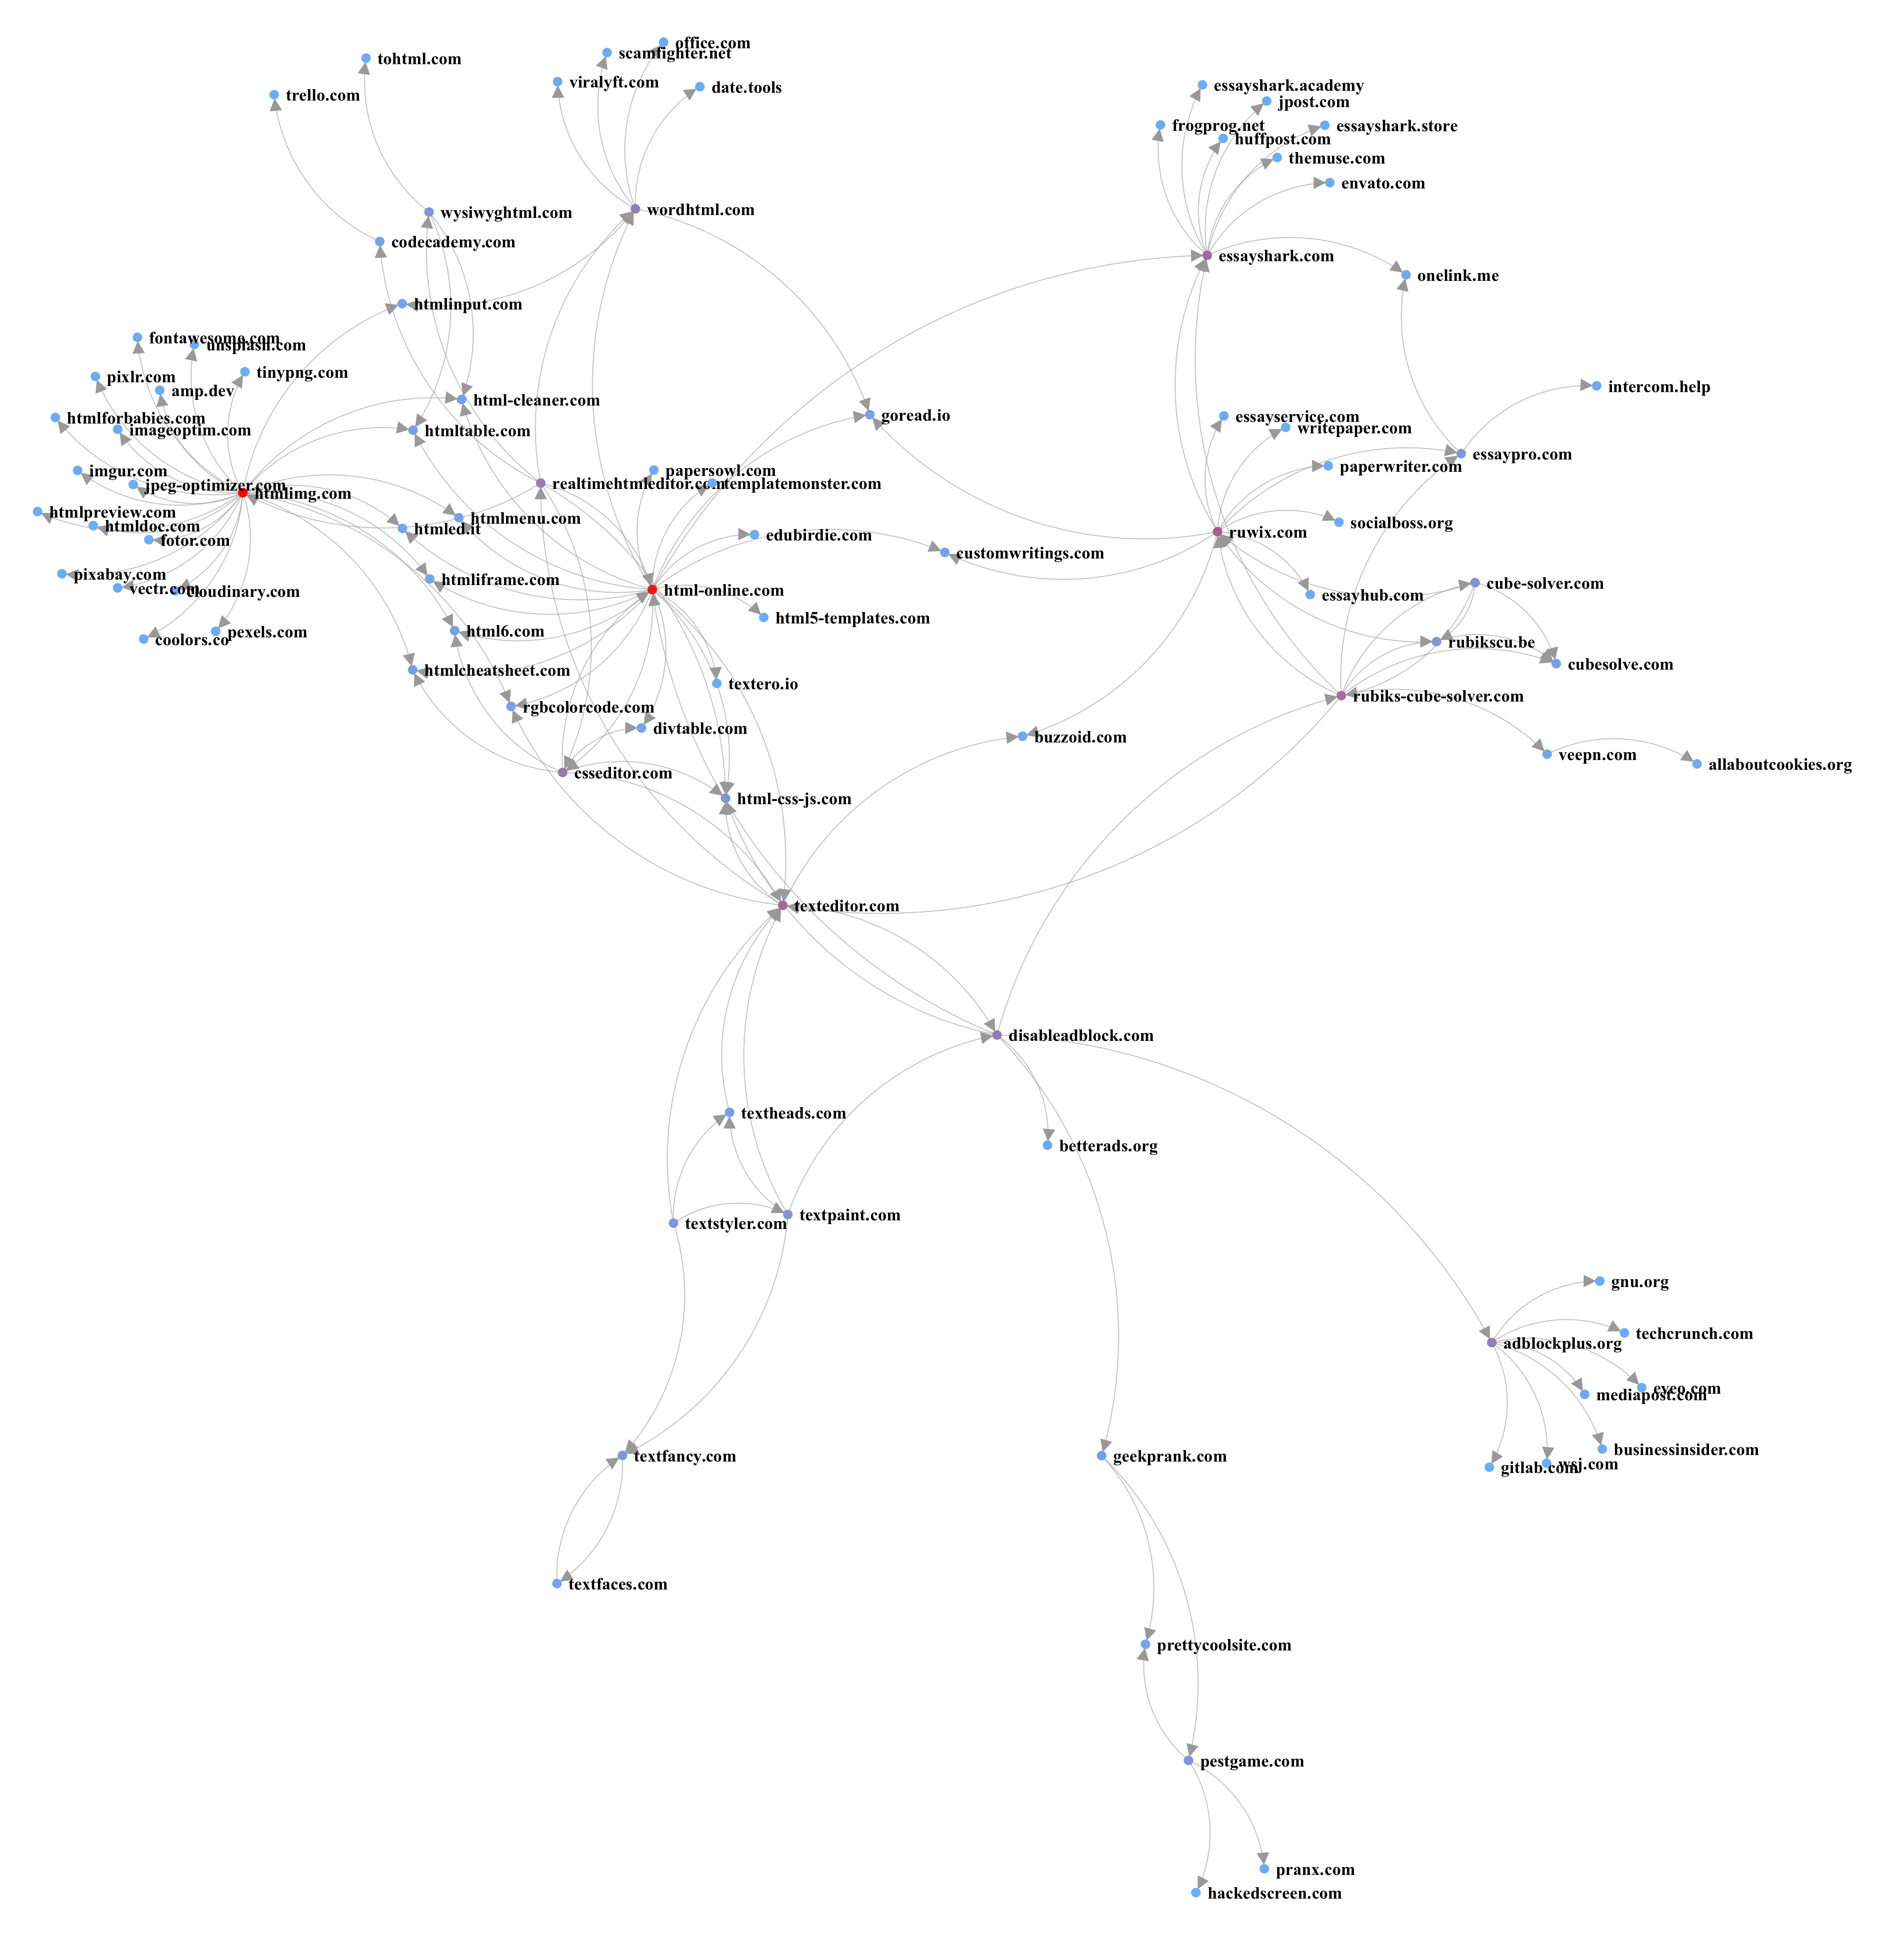 office.com
scamfighter.net
tohtml.com
viralyft.com
date.tools
trello.com
essayshark.academy
jpost.com
frogprog.net
essayshark.store
huffpost.com
themuse.com
envato.com
wysiwyghtml.com
wordhtml.com
codecademy.com
essayshark.com
onelink.me
htmlinput.com
fontawesome.com
unsplash.com
tinypng.com
pixlr.com
amp.dev
intercom.help
html-cleaner.com
htmlforbabies.com
imageoptim.com
htmltable.com
goread.io
essayservice.com
writepaper.com
essaypro.com
paperwriter.com
imgur.com
papersowl.com
jpeg-optimizer.com
htmlimg.com
realtimehtmleditor.com
templatemonster.com
htmlpreview.com
htmlmenu.com
htmldoc.com
htmled.it
socialboss.org
ruwix.com
fotor.com
edubirdie.com
customwritings.com
pixabay.com
htmliframe.com
vectr.com
cloudinary.com
html-online.com
cube-solver.com
essayhub.com
html5-templates.com
coolors.co
pexels.com
html6.com
rubikscu.be
htmlcheatsheet.com
cubesolve.com
textero.io
rubiks-cube-solver.com
rgbcolorcode.com
divtable.com
buzzoid.com
veepn.com
allaboutcookies.org
csseditor.com
html-css-js.com
texteditor.com
disableadblock.com
textheads.com
betterads.org
textstyler.com
textpaint.com
gnu.org
techcrunch.com
adblockplus.org
eyeo.com
mediapost.com
businessinsider.com
textfancy.com
geekprank.com
gitlab.com
wsj.com
textfaces.com
prettycoolsite.com
pestgame.com
pranx.com
hackedscreen.com